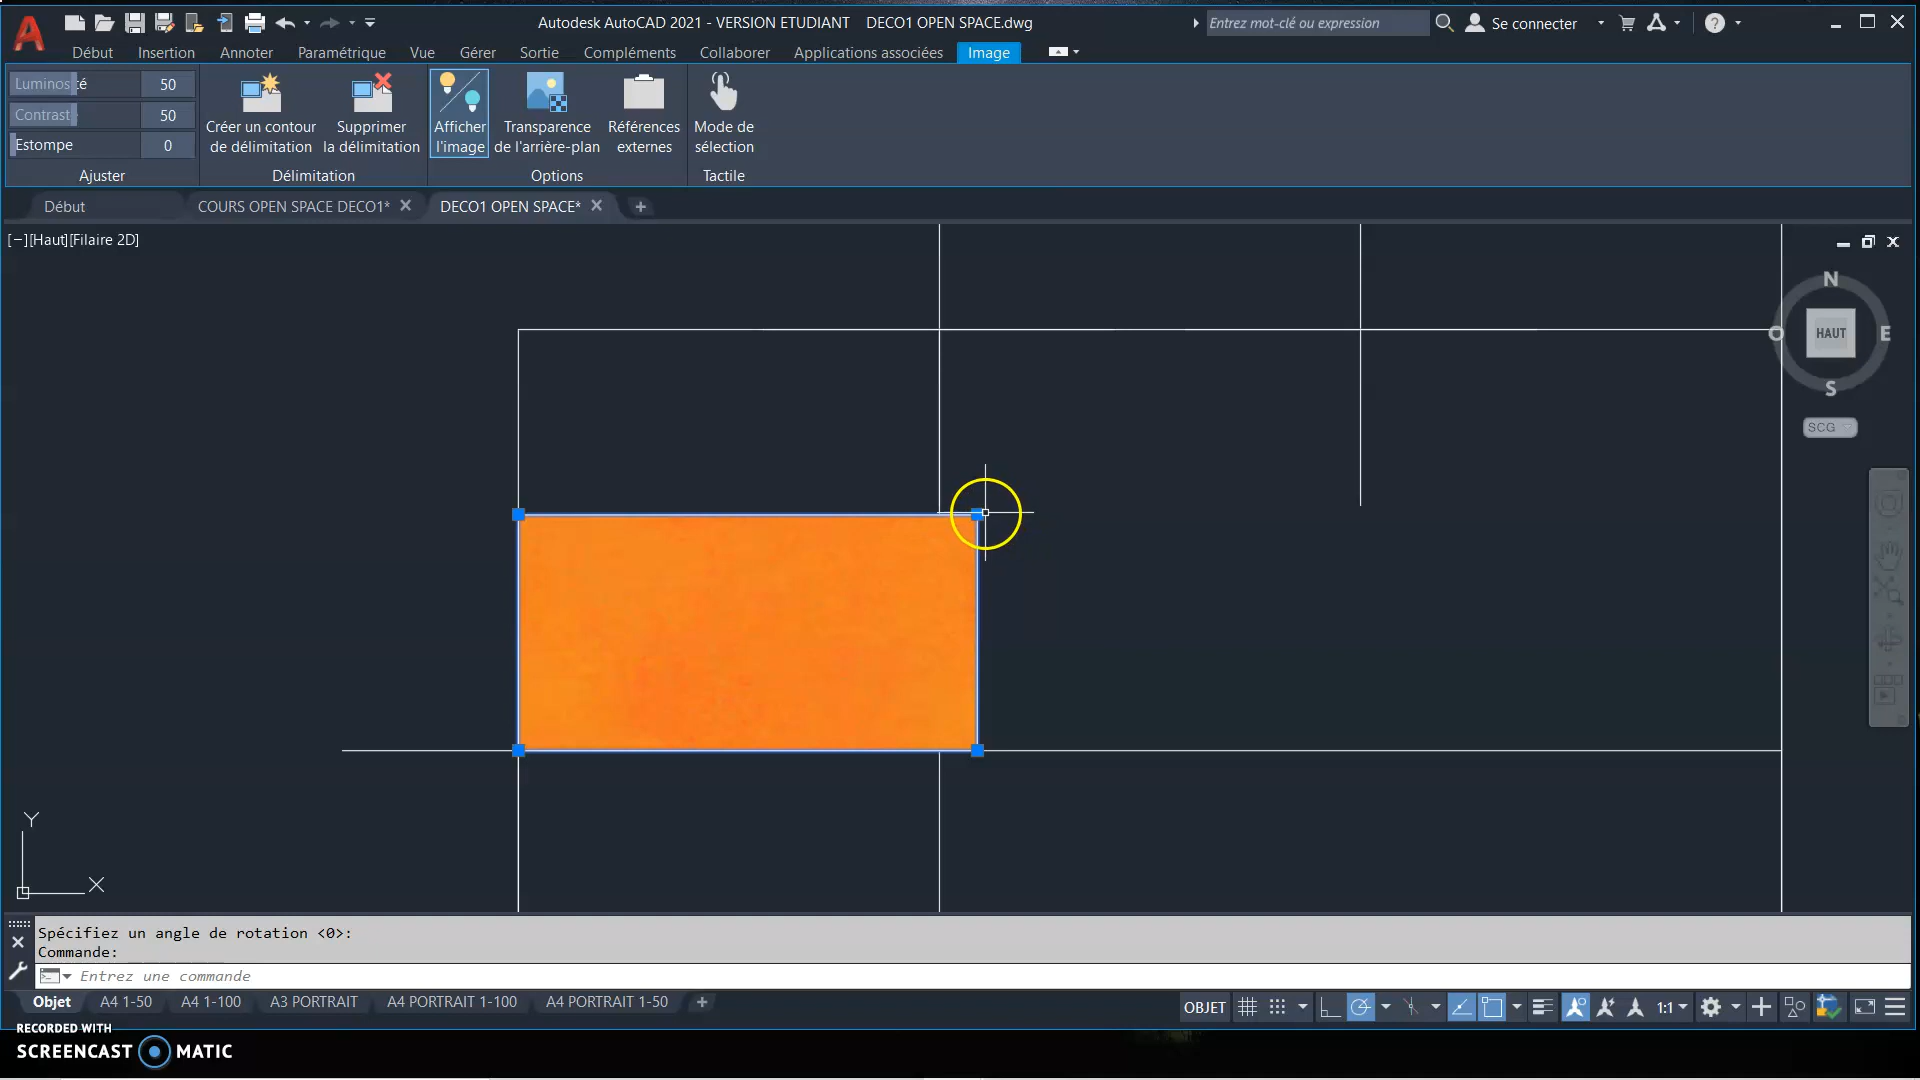 Autodesk AutoCAD 2021 - VERSION ETUDIANT DECO1 OPEN SPACE.dwg
Entrez mot-clé ou expression
Se connecter
Début Insertion Annoter Paramétrique Vue Gérer Sortie Compléments Collaborer Applications associées Image
Luminosité 50
Contraste 50
Estompe 0
Ajuster
Créer un contour
de délimitation
Supprimer
la délimitation
Délimitation
Afficher
l'image
Transparence
de l'arrière-plan
Références
externes
Options
Mode de
sélection
Tactile
Début
COURS OPEN SPACE DECO1*
DECO1 OPEN SPACE*
[−][Haut][Filaire 2D]
N
O HAUT E
S
SCG
Y
X
Spécifiez un angle de rotation <0>:
Commande:
Entrez une commande
Objet A4 1-50 A4 1-100 A3 PORTRAIT A4 PORTRAIT 1-100 A4 PORTRAIT 1-50 +
OBJET 1:1
RECORDED WITH
SCREENCAST MATIC